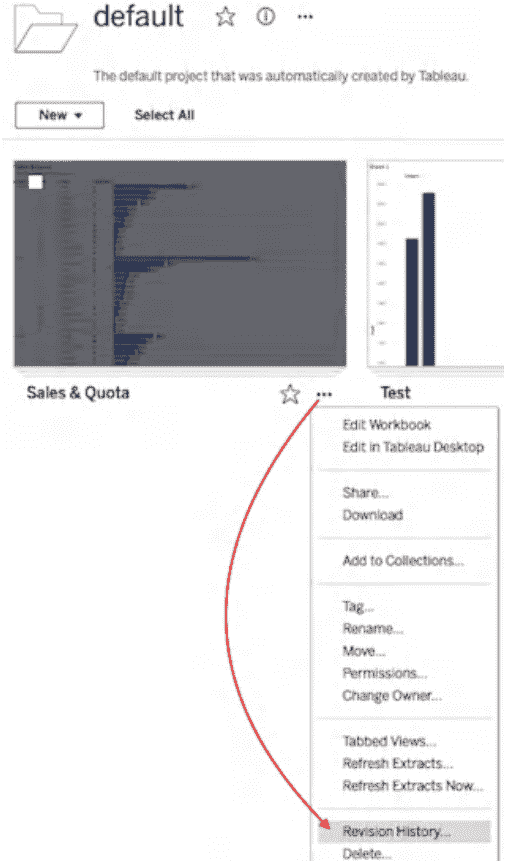 default
The default project that was automatically created by Tableau.
New
Select All
Sales & Quota
Test
Edit Workbook
Edit in Tableau Desktop
Share...
Download
Add to Collections...
Tag...
Rename...
Move...
Permissions...
Change Owner...
Tabbed Views...
Refresh Extracts...
Refresh Extracts Now...
Revision History...
Delete...